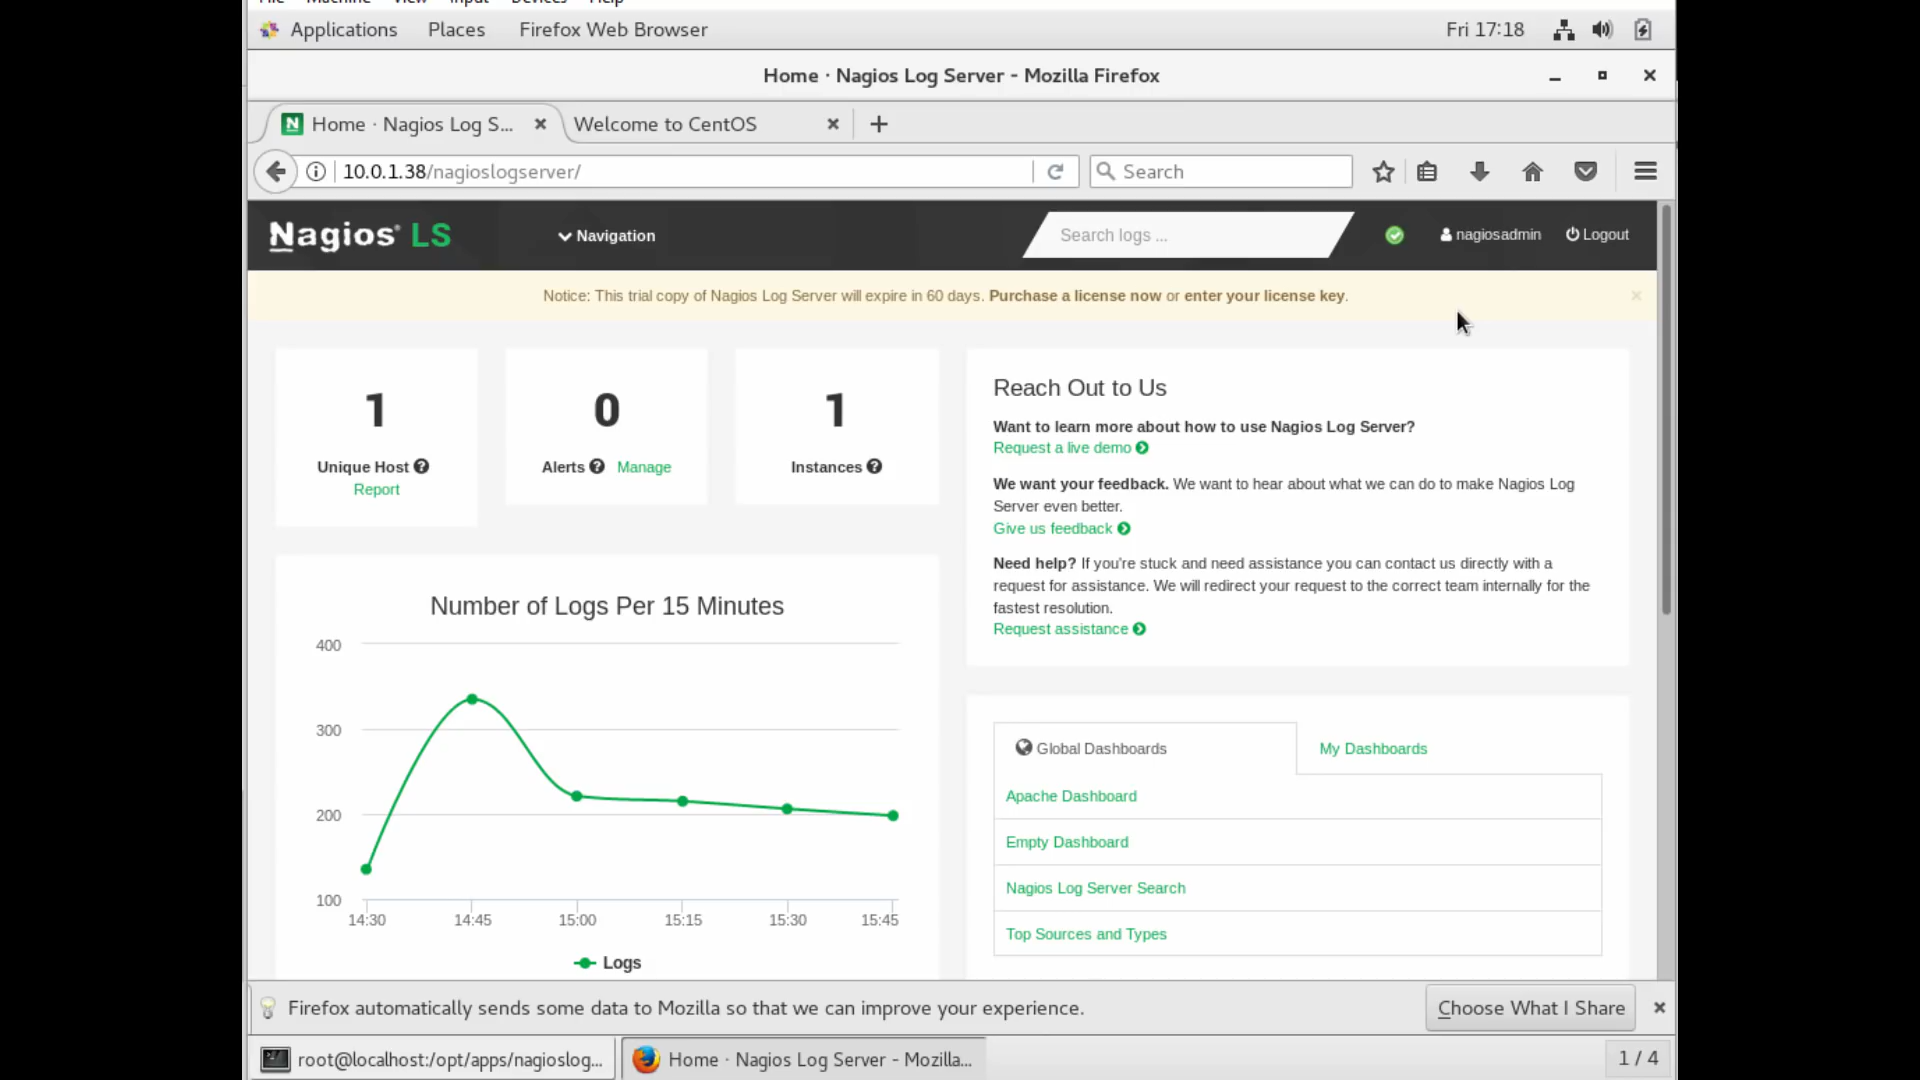 File Machine View Input Devices Help
Applications Places Firefox Web Browser Fri 17:18
Home · Nagios Log Server - Mozilla Firefox
Home · Nagios Log S... Welcome to CentOS
10.0.1.38/nagioslogserver/ Search
Nagios® LS Navigation Search logs ... nagiosadmin Logout
Notice: This trial copy of Nagios Log Server will expire in 60 days. Purchase a license now or enter your license key.
1
Unique Host
Report
0
Alerts Manage
1
Instances
Reach Out to Us
Want to learn more about how to use Nagios Log Server?
Request a live demo
We want your feedback. We want to hear about what we can do to make Nagios Log
Server even better.
Give us feedback
Need help? If you're stuck and need assistance you can contact us directly with a
request for assistance. We will redirect your request to the correct team internally for the
fastest resolution.
Request assistance
Number of Logs Per 15 Minutes
400
300
200
100
14:30 14:45 15:00 15:15 15:30 15:45
Logs
Global Dashboards My Dashboards
Apache Dashboard
Empty Dashboard
Nagios Log Server Search
Top Sources and Types
Firefox automatically sends some data to Mozilla so that we can improve your experience. Choose What I Share
root@localhost:/opt/apps/nagioslog... Home · Nagios Log Server - Mozilla... 1 / 4